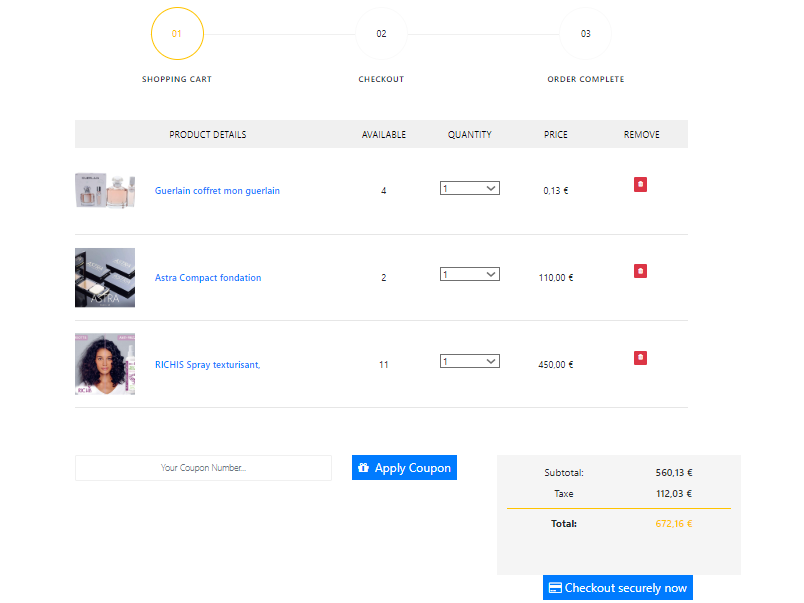 01
02
03
SHOPPING CART
CHECKOUT
ORDER COMPLETE
PRODUCT DETAILS AVAILABLE QUANTITY PRICE REMOVE
Guerlain coffret mon guerlain 4 1 0,13 €
ASTRA
Astra Compact fondation 2 1 110,00 €
RICHIS Spray texturisant, 11 1 450,00 €
Your Coupon Number...
Apply Coupon
Subtotal: 560,13 €
Taxe 112,03 €
Total: 672,16 €
Checkout securely now